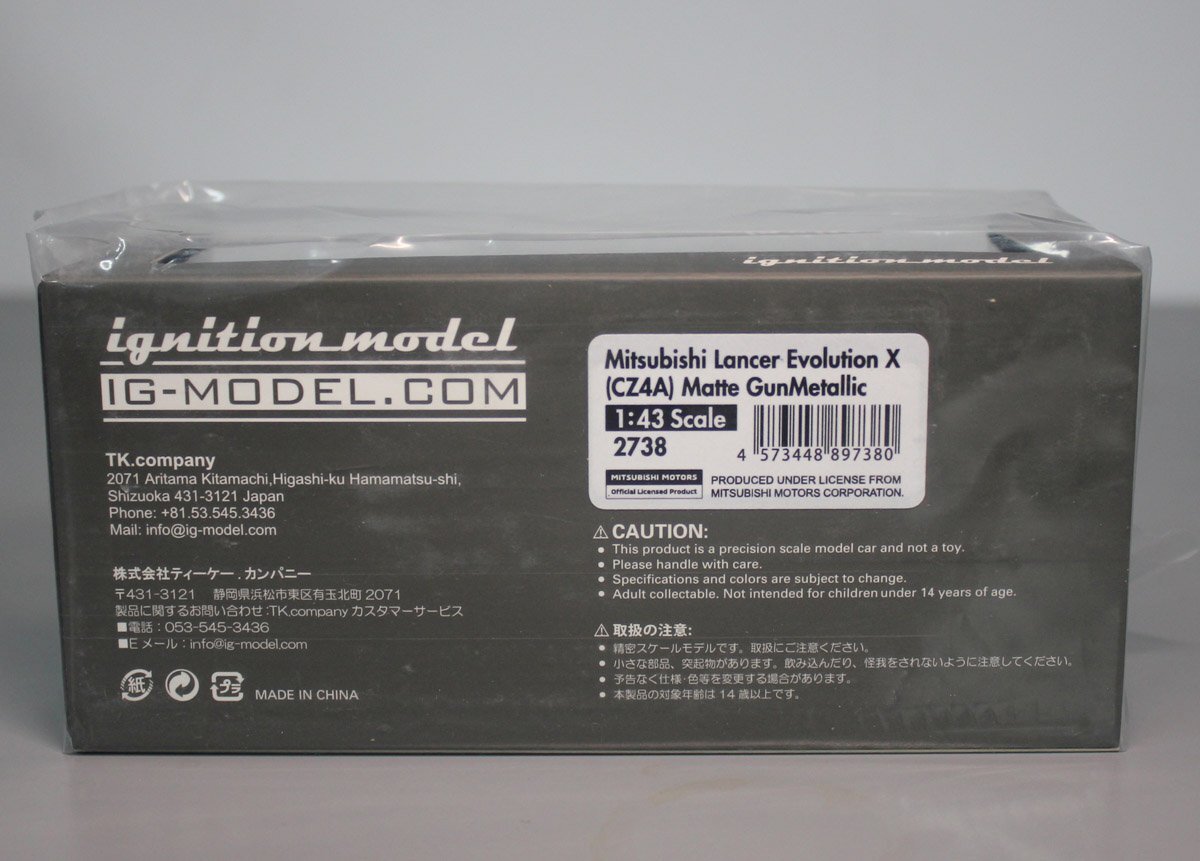 ignition model
ignition model
IG-MODEL.COM
TK.company
2071 Aritama Kitamachi,Higashi-ku Hamamatsu-shi,
Shizuoka 431-3121 Japan
Phone: +81.53.545.3436
Mail: info@ig-model.com
株式会社ティーケー．カンパニー
〒431-3121 静岡県浜松市東区有玉北町 2071
製品に関するお問い合わせ：TK.company カスタマーサービス
■電話：053-545-3436
■E メール：info@ig-model.com
紙
プラ
MADE IN CHINA
Mitsubishi Lancer Evolution X
(CZ4A) Matte GunMetallic
1:43 Scale
2738
4 573448 897380
MITSUBISHI MOTORS
Official Licensed Product
PRODUCED UNDER LICENSE FROM
MITSUBISHI MOTORS CORPORATION.
⚠ CAUTION:
• This product is a precision scale model car and not a toy.
• Please handle with care.
• Specifications and colors are subject to change.
• Adult collectable. Not intended for children under 14 years of age.
⚠ 取扱の注意:
• 精密スケールモデルです。取扱にご注意ください。
• 小さな部品、突起物があります。飲み込んだり、怪我をされないように注意してください。
• 予告なく仕様・色等を変更する場合があります。
• 本製品の対象年齢は 14 歳以上です。